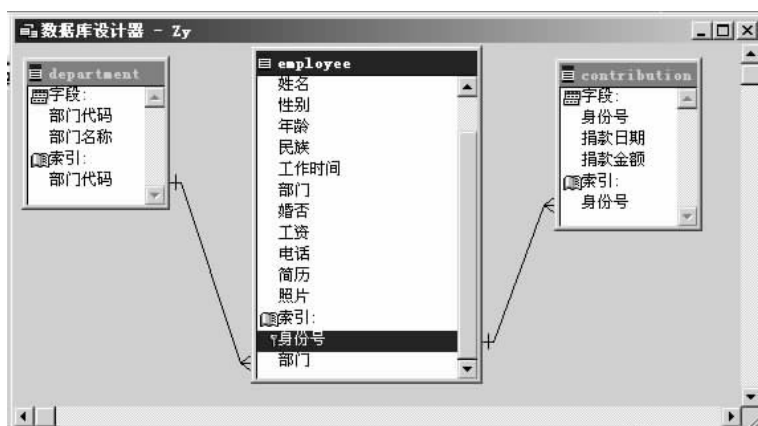 数据库设计器 - Zy
department
字段:
部门代码
部门名称
索引:
部门代码
employee
姓名
性别
年龄
民族
工作时间
部门
婚否
工资
电话
简历
照片
索引:
身份号
部门
contribution
字段:
身份号
捐款日期
捐款金额
索引:
身份号